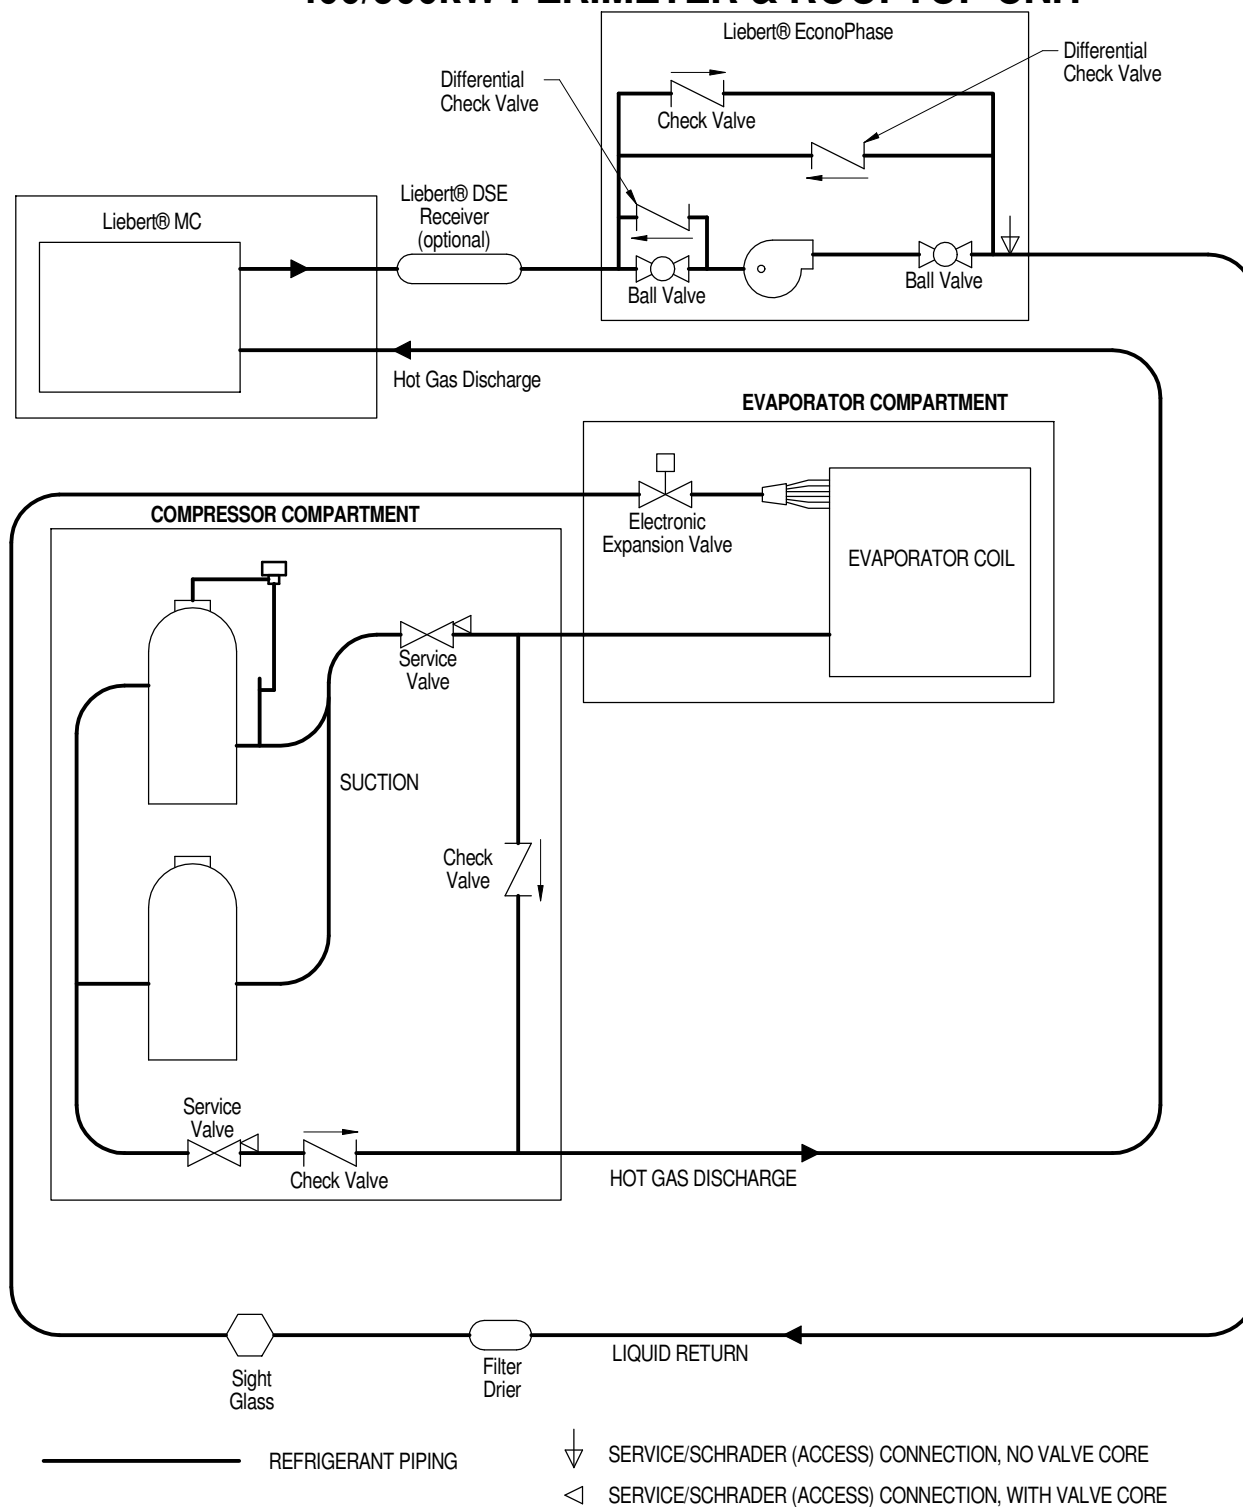 Liebert® EconoPhase
Differential
Check Valve
Differential
Check Valve
Check Valve
Liebert® DSE
Receiver
(optional)
Liebert® MC
Ball Valve
Ball Valve
Hot Gas Discharge
EVAPORATOR COMPARTMENT
COMPRESSOR COMPARTMENT
Electronic
Expansion Valve
EVAPORATOR COIL
Service
Valve
SUCTION
Check
Valve
Service
Valve
Check Valve
HOT GAS DISCHARGE
LIQUID RETURN
Sight
Glass
Filter
Drier
REFRIGERANT PIPING
SERVICE/SCHRADER (ACCESS) CONNECTION, NO VALVE CORE
SERVICE/SCHRADER (ACCESS) CONNECTION, WITH VALVE CORE